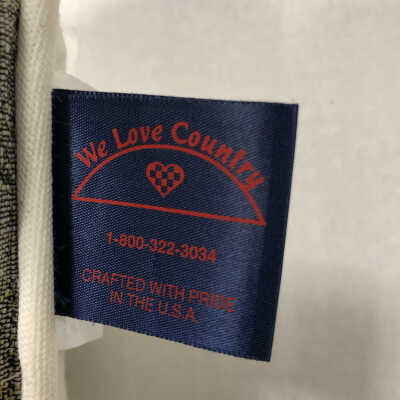 We Love Country
1-800-322-3034
CRAFTED WITH PRIDE
IN THE U.S.A.